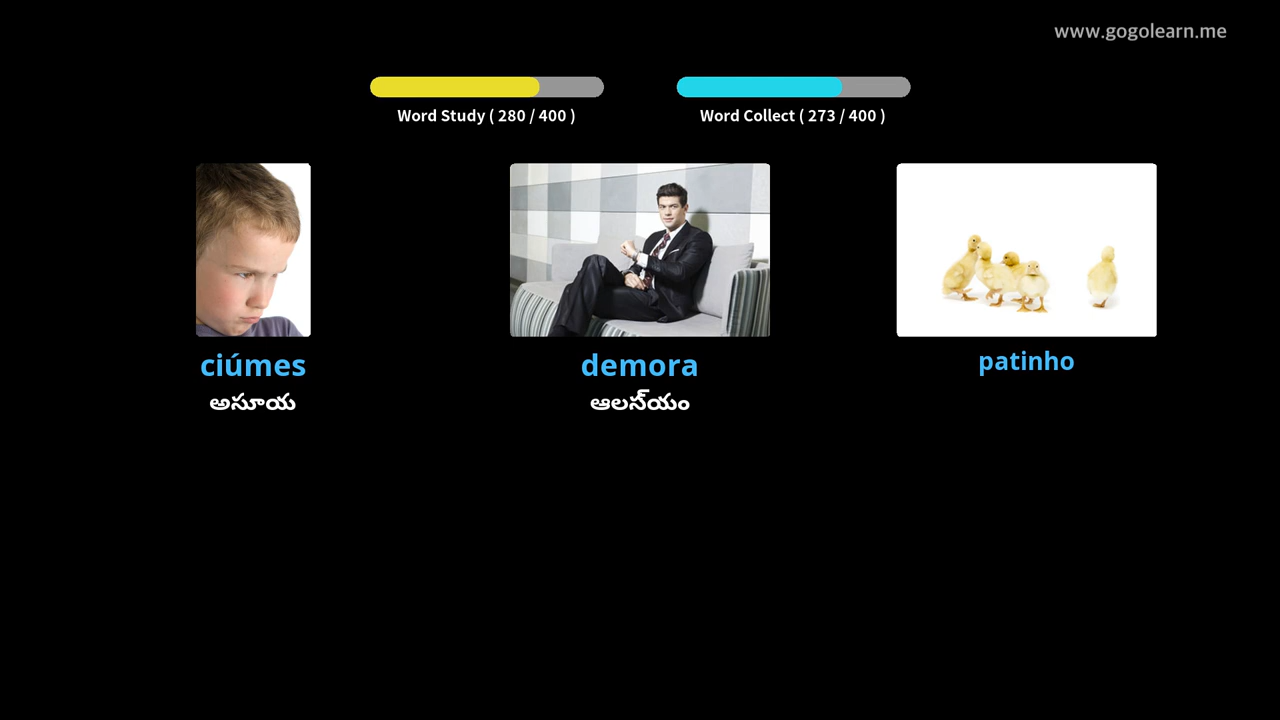 www.gogolearn.me
Word Study ( 280 / 400 )
Word Collect ( 273 / 400 )
ciúmes
demora
patinho
అసూయ
ఆలస్‌యం